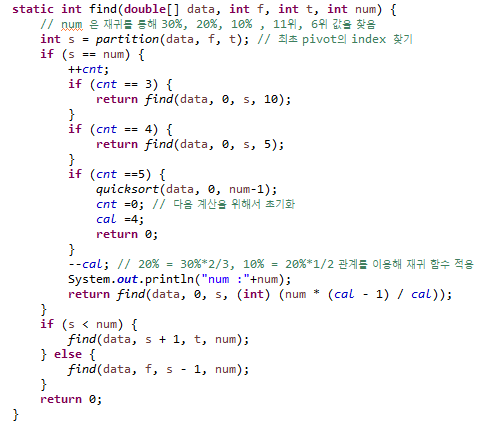 static int find(double[] data, int f, int t, int num) {
    // num 은 재귀를 통해 30%, 20%, 10% , 11위, 6위 값을 찾음
    int s = partition(data, f, t); // 최초 pivot의 index 찾기
    if (s == num) {
        ++cnt;
        if (cnt == 3) {
            return find(data, 0, s, 10);
        }
        if (cnt == 4) {
            return find(data, 0, s, 5);
        }
        if (cnt ==5) {
            quicksort(data, 0, num-1);
            cnt =0; // 다음 계산을 위해서 초기화
            cal =4;
            return 0;
        }
        --cal; // 20% = 30%*2/3, 10% = 20%*1/2 관계를 이용해 재귀 함수 적용
        System.out.println("num :"+num);
        return find(data, 0, s, (int) (num * (cal - 1) / cal));
    }
    if (s < num) {
        find(data, s + 1, t, num);
    } else {
        find(data, f, s - 1, num);
    }
    return 0;
}